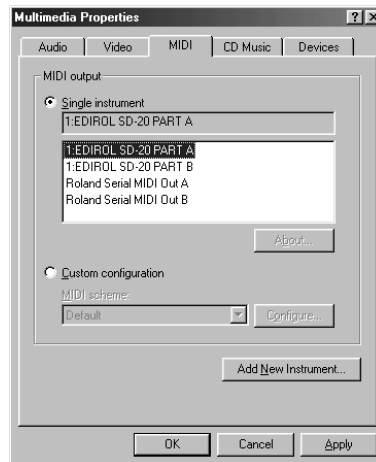 Multimedia Properties
Audio Video MIDI CD Music Devices
MIDI output
Single instrument
1:EDIROL SD-20 PART A
1:EDIROL SD-20 PART A
1:EDIROL SD-20 PART B
Roland Serial MIDI Out A
Roland Serial MIDI Out B
About...
Custom configuration
MIDI scheme:
Default
Configure...
Add New Instrument...
OK Cancel Apply